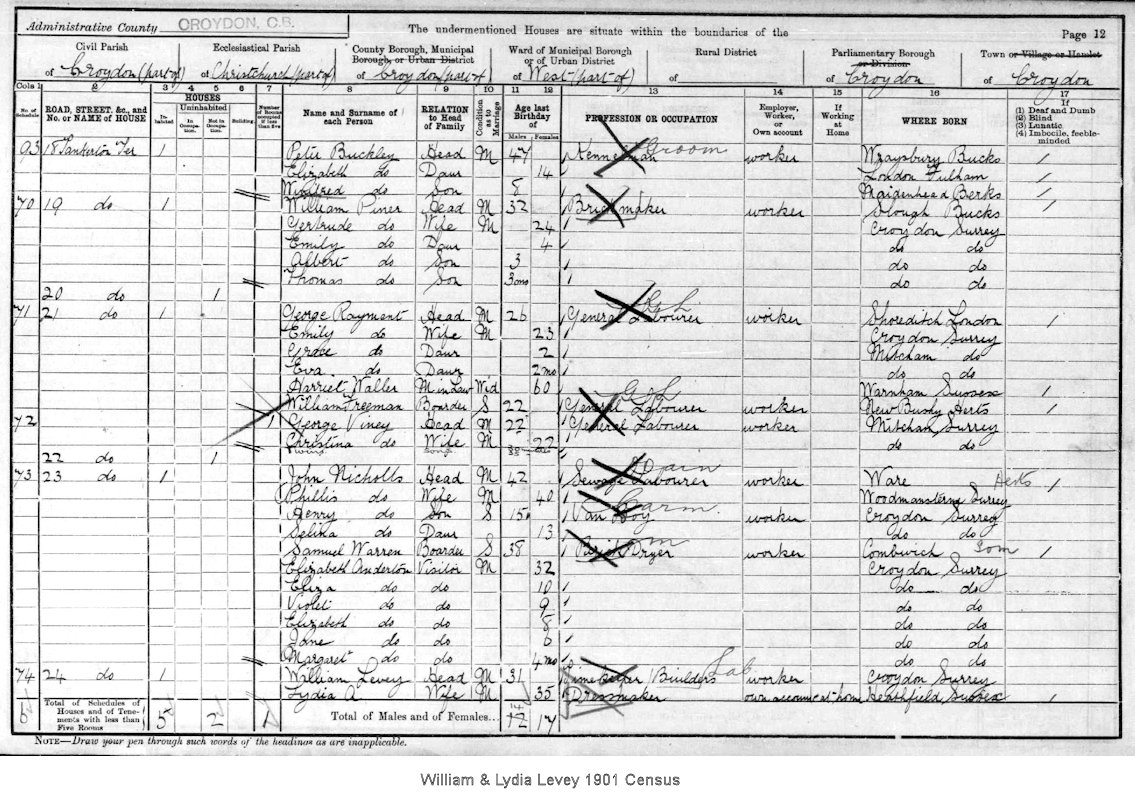 Administrative County CROYDON, C.B.
The undermentioned Houses are situate within the boundaries of the
Page 12
Civil Parish
of Croydon (part of)
Ecclesiastical Parish
of Christchurch (part of)
County Borough, Municipal Borough, or Urban District
of Croydon (part of)
Ward of Municipal Borough or of Urban District
of West (part of)
Rural District
of
Parliamentary Borough or Division
of Croydon
Town or Village or Hamlet
of Croydon
Cols 1 2 3 4 5 6 7 8 9 10 11 12 13 14 15 16 17
No. of Schedule
ROAD, STREET, &c., and No. or NAME of HOUSE
HOUSES
Inhabited
Uninhabited
In Occupation.
Not in Occupation.
Building
Number of Rooms occupied if less than five
Name and Surname of each Person
RELATION to Head of Family
Condition as to Marriage
Age last Birthday of
Males Females
PROFESSION OR OCCUPATION
Employer, Worker, or Own account
If Working at Home
WHERE BORN
If (1) Deaf and Dumb (2) Blind (3) Lunatic (4) Imbecile, feeble-minded
93 18 Tankerton Ter 1 Peter Buckley Head M 47 Kennelman Groom worker Wraysbury Bucks
Elizabeth do Daur 14 London Fulham
do Son 8 Maidenhead Berks
70 19 do 1 William Piner Head M 32 Brickmaker worker Slough Bucks
Gertrude do Wife M 24 Croydon Surrey
Emily do Daur 4 do do
Albert do Son 3 do do
Thomas do Son 3mo do do
20 do 1
71 21 do 1 George Rayment Head M 26 General Labourer G L worker Shoreditch London
Emily do Wife M 23 Croydon Surrey
Grace do Daur 2 Mitcham do
Eva do Daur 2mo do do
Harriet Waller M in Law Wid 60 Warnham Sussex
William Freeman Boarder S 22 General Labourer G L worker New Bushy Herts
72 1 George Viney Head M 22 General Labourer worker Mitcham Surrey
Christina do Wife M 22 do do
22 do 1
73 23 do 1 John Nicholls Head M 42 Sewage Labourer worker Ware Herts
Phillis do Wife M 40 Woodmansterne Surrey
Henry do Son S 15 Van Boy Carm worker Croydon Surrey
Selina do Daur 13 do do
Samuel Warren Boarder S 38 Dryer worker Combwich Som
Elizabeth Anderton Visitor M 32 Croydon Surrey
Eliza do do 10 do do
Violet do do 9 do do
Elizabeth do do 8 do do
Jane do do 6 do do
Margaret do do 4mo do do
74 24 do 1 William Levey Head M 31 Timekeeper Builders Lab worker Croydon Surrey
Lydia A Wife M 35 Dressmaker own account at home Heathfield Sussex
6 Total of Schedules of Houses and of Tenements with less than Five Rooms 5 2 1 Total of Males and of Females... 12 17
NOTE—Draw your pen through such words of the headings as are inapplicable.
William & Lydia Levey 1901 Census